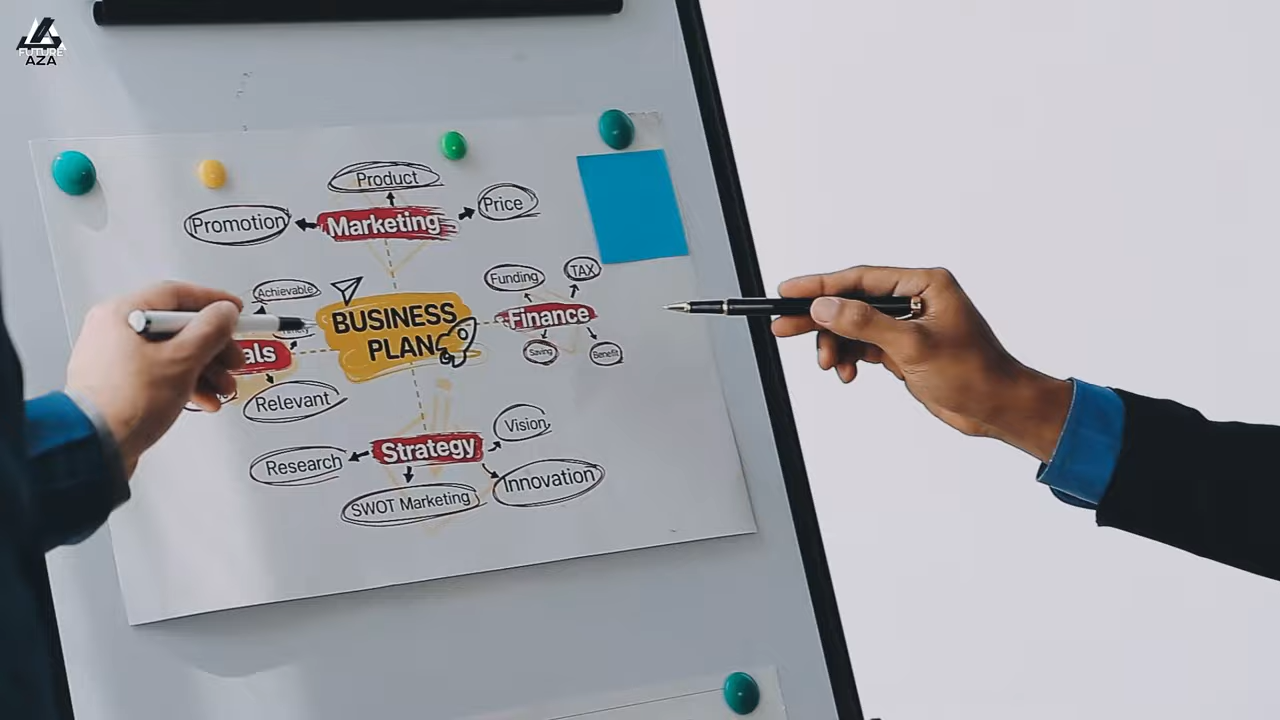 FUTURE
AZA
Product
Promotion
Marketing
Price
Achievable
Funding
TAX
BUSINESS
PLAN
Finance
als
Saving
Benefit
Relevant
Vision
Strategy
Research
Innovation
SWOT Marketing